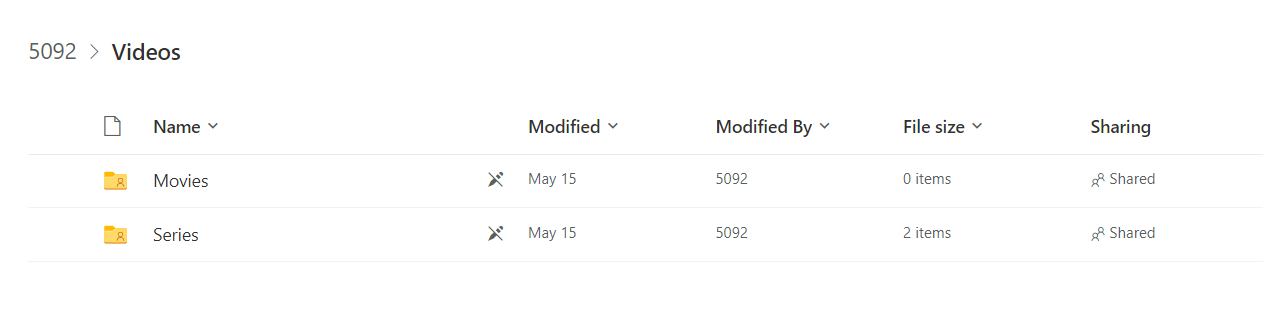 5092 > Videos
Name Modified Modified By File size Sharing
Movies May 15 5092 0 items Shared
Series May 15 5092 2 items Shared